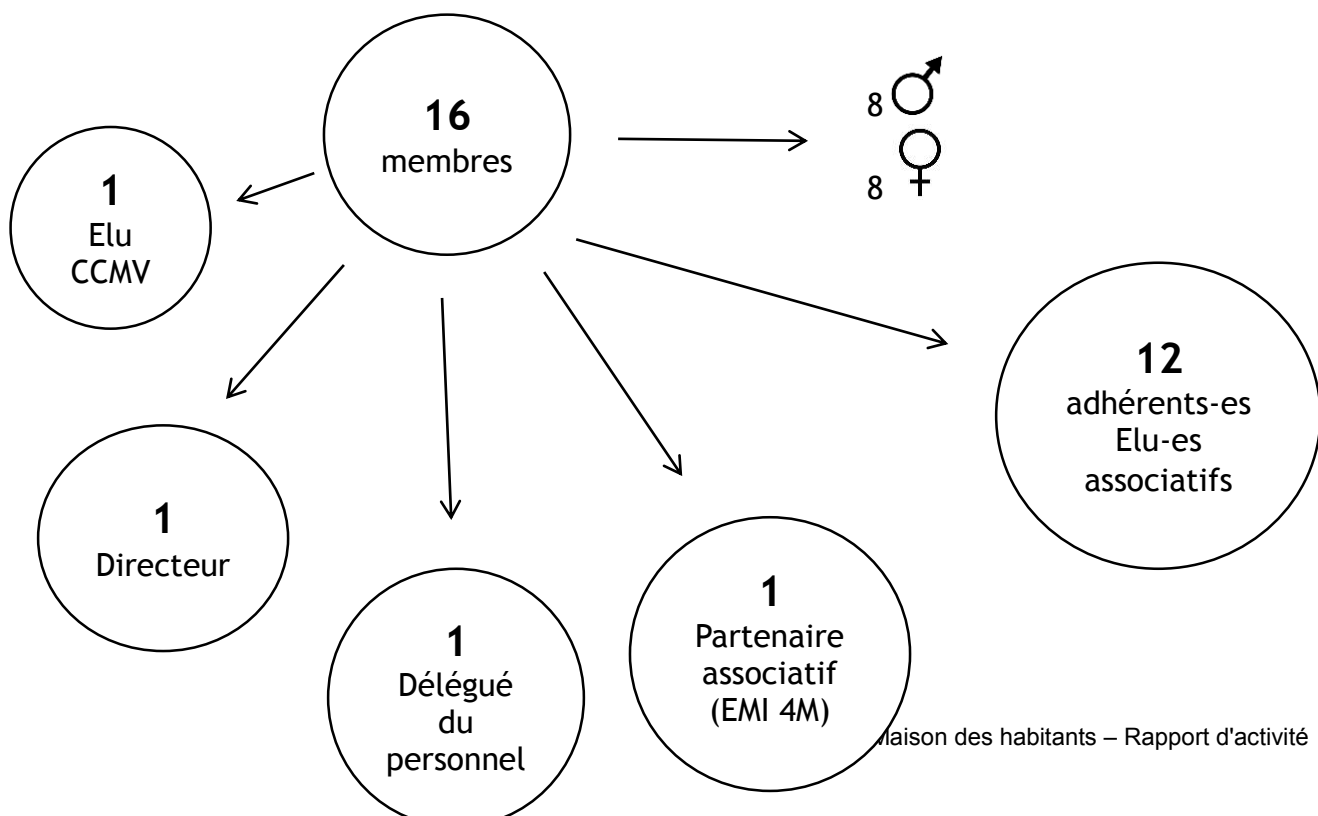 16
membres
8
8
1
Elu
CCMV
12
adhérents-es
Elu-es
associatifs
1
Directeur
1
Délégué
du
personnel
1
Partenaire
associatif
(EMI 4M)
des habitants – Rapport d'activité